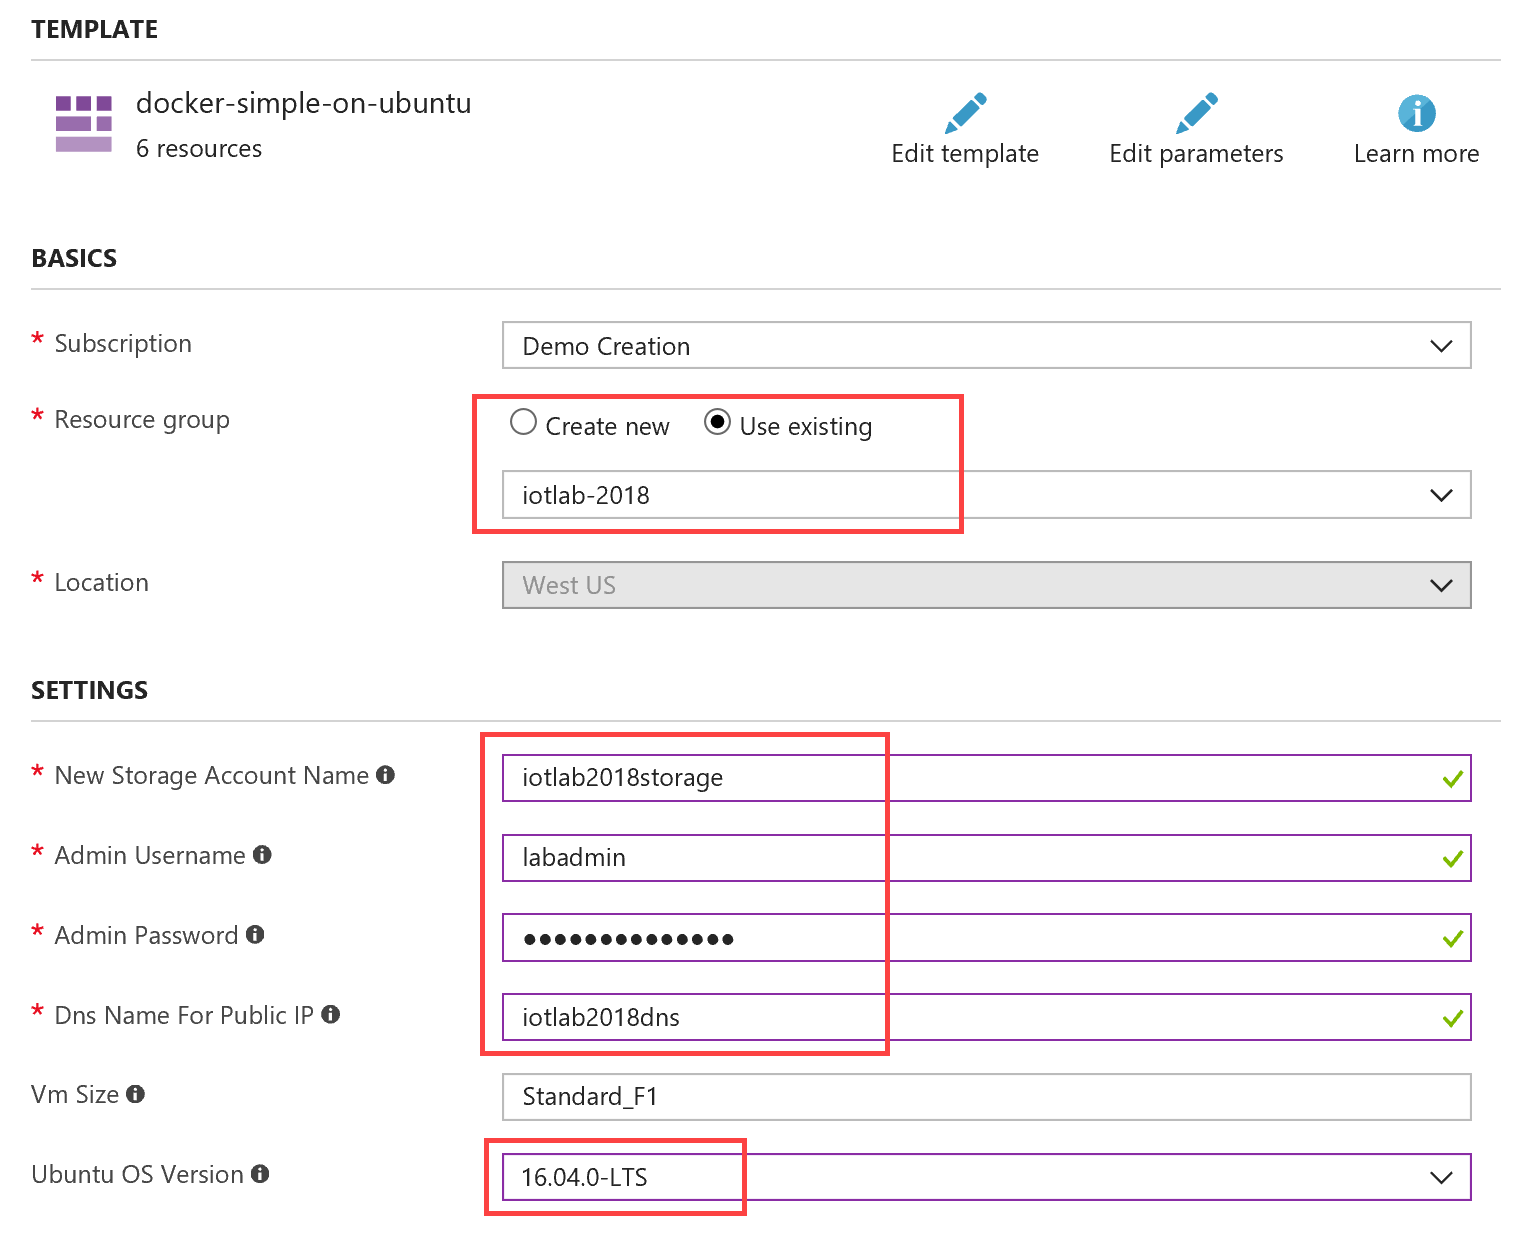 TEMPLATE
docker-simple-on-ubuntu
6 resources
Edit template
Edit parameters
Learn more
BASICS
* Subscription
Demo Creation
* Resource group
Create new
Use existing
iotlab-2018
* Location
West US
SETTINGS
* New Storage Account Name
iotlab2018storage
* Admin Username
labadmin
* Admin Password
●●●●●●●●●●●●●●
* Dns Name For Public IP
iotlab2018dns
Vm Size
Standard_F1
Ubuntu OS Version
16.04.0-LTS